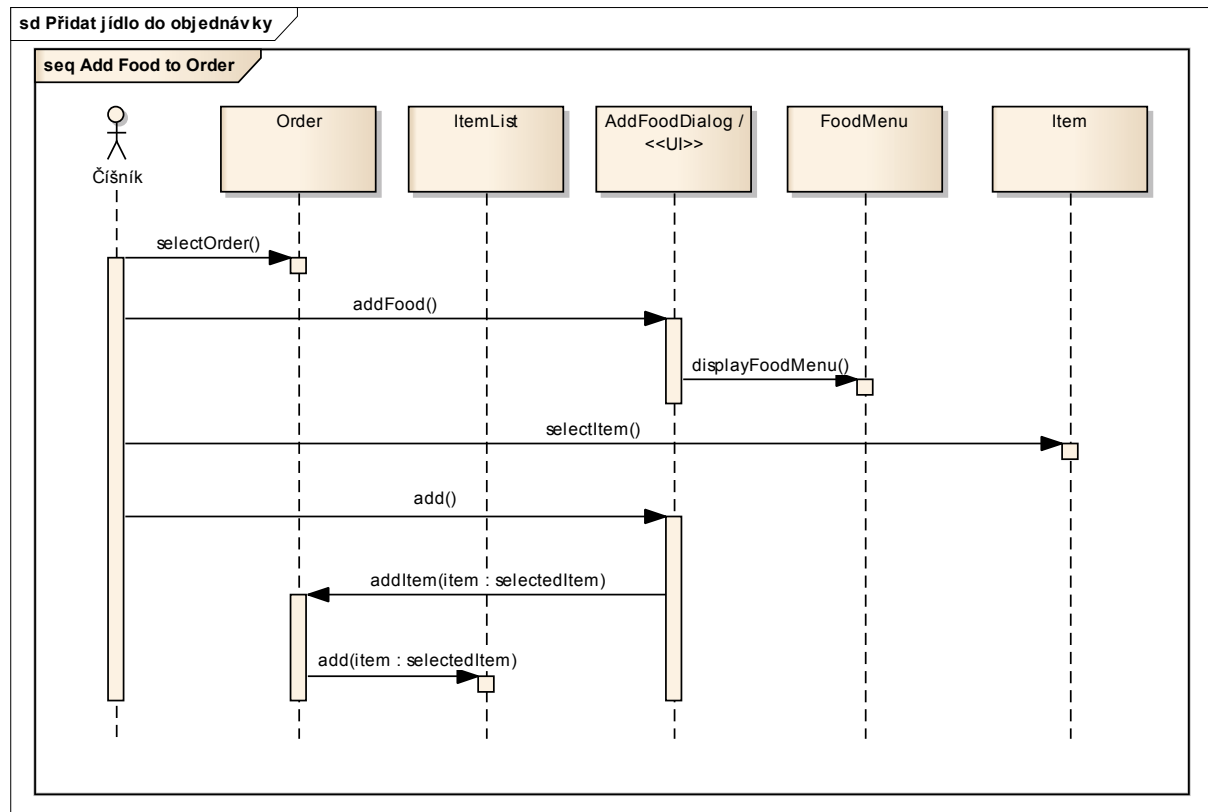 sd Přidat jídlo do objednávky
seq Add Food to Order
Číšník
Order
ItemList
AddFoodDialog /
<<UI>>
FoodMenu
Item
selectOrder()
addFood()
displayFoodMenu()
selectItem()
add()
addItem(item : selectedItem)
add(item : selectedItem)